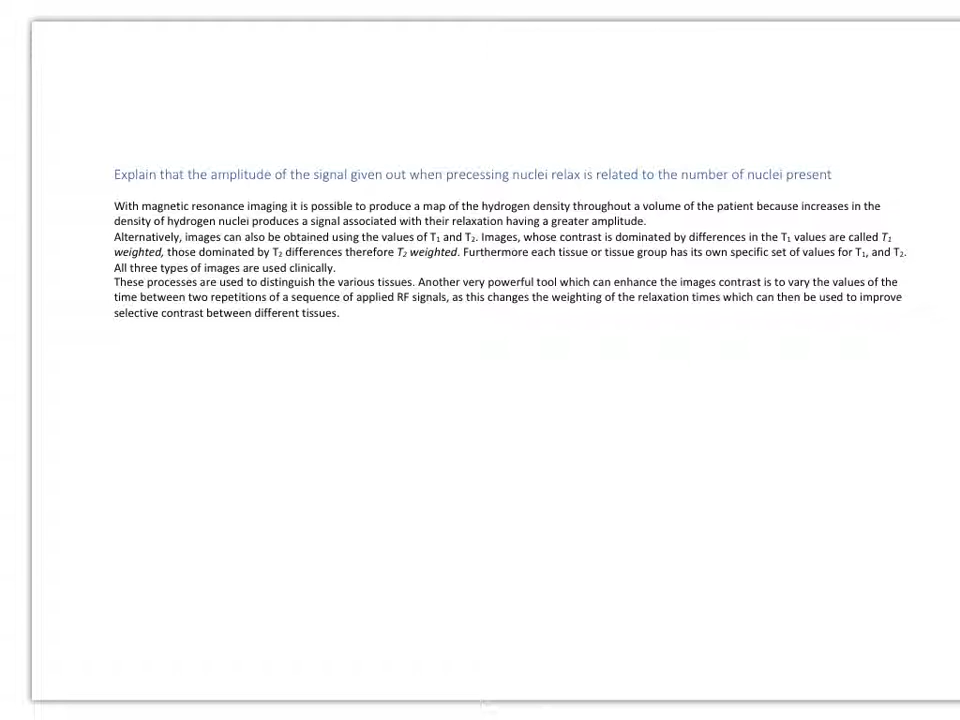 Explain that the amplitude of the signal given out when precessing nuclei relax is related to the number of nuclei present
With magnetic resonance imaging it is possible to produce a map of the hydrogen density throughout a volume of the patient because increases in the
density of hydrogen nuclei produces a signal associated with their relaxation having a greater amplitude.
Alternatively, images can also be obtained using the values of T₁ and T₂. Images, whose contrast is dominated by differences in the T₁ values are called T₁
weighted, those dominated by T₂ differences therefore T₂ weighted. Furthermore each tissue or tissue group has its own specific set of values for T₁, and T₂.
All three types of images are used clinically.
These processes are used to distinguish the various tissues. Another very powerful tool which can enhance the images contrast is to vary the values of the
time between two repetitions of a sequence of applied RF signals, as this changes the weighting of the relaxation times which can then be used to improve
selective contrast between different tissues.